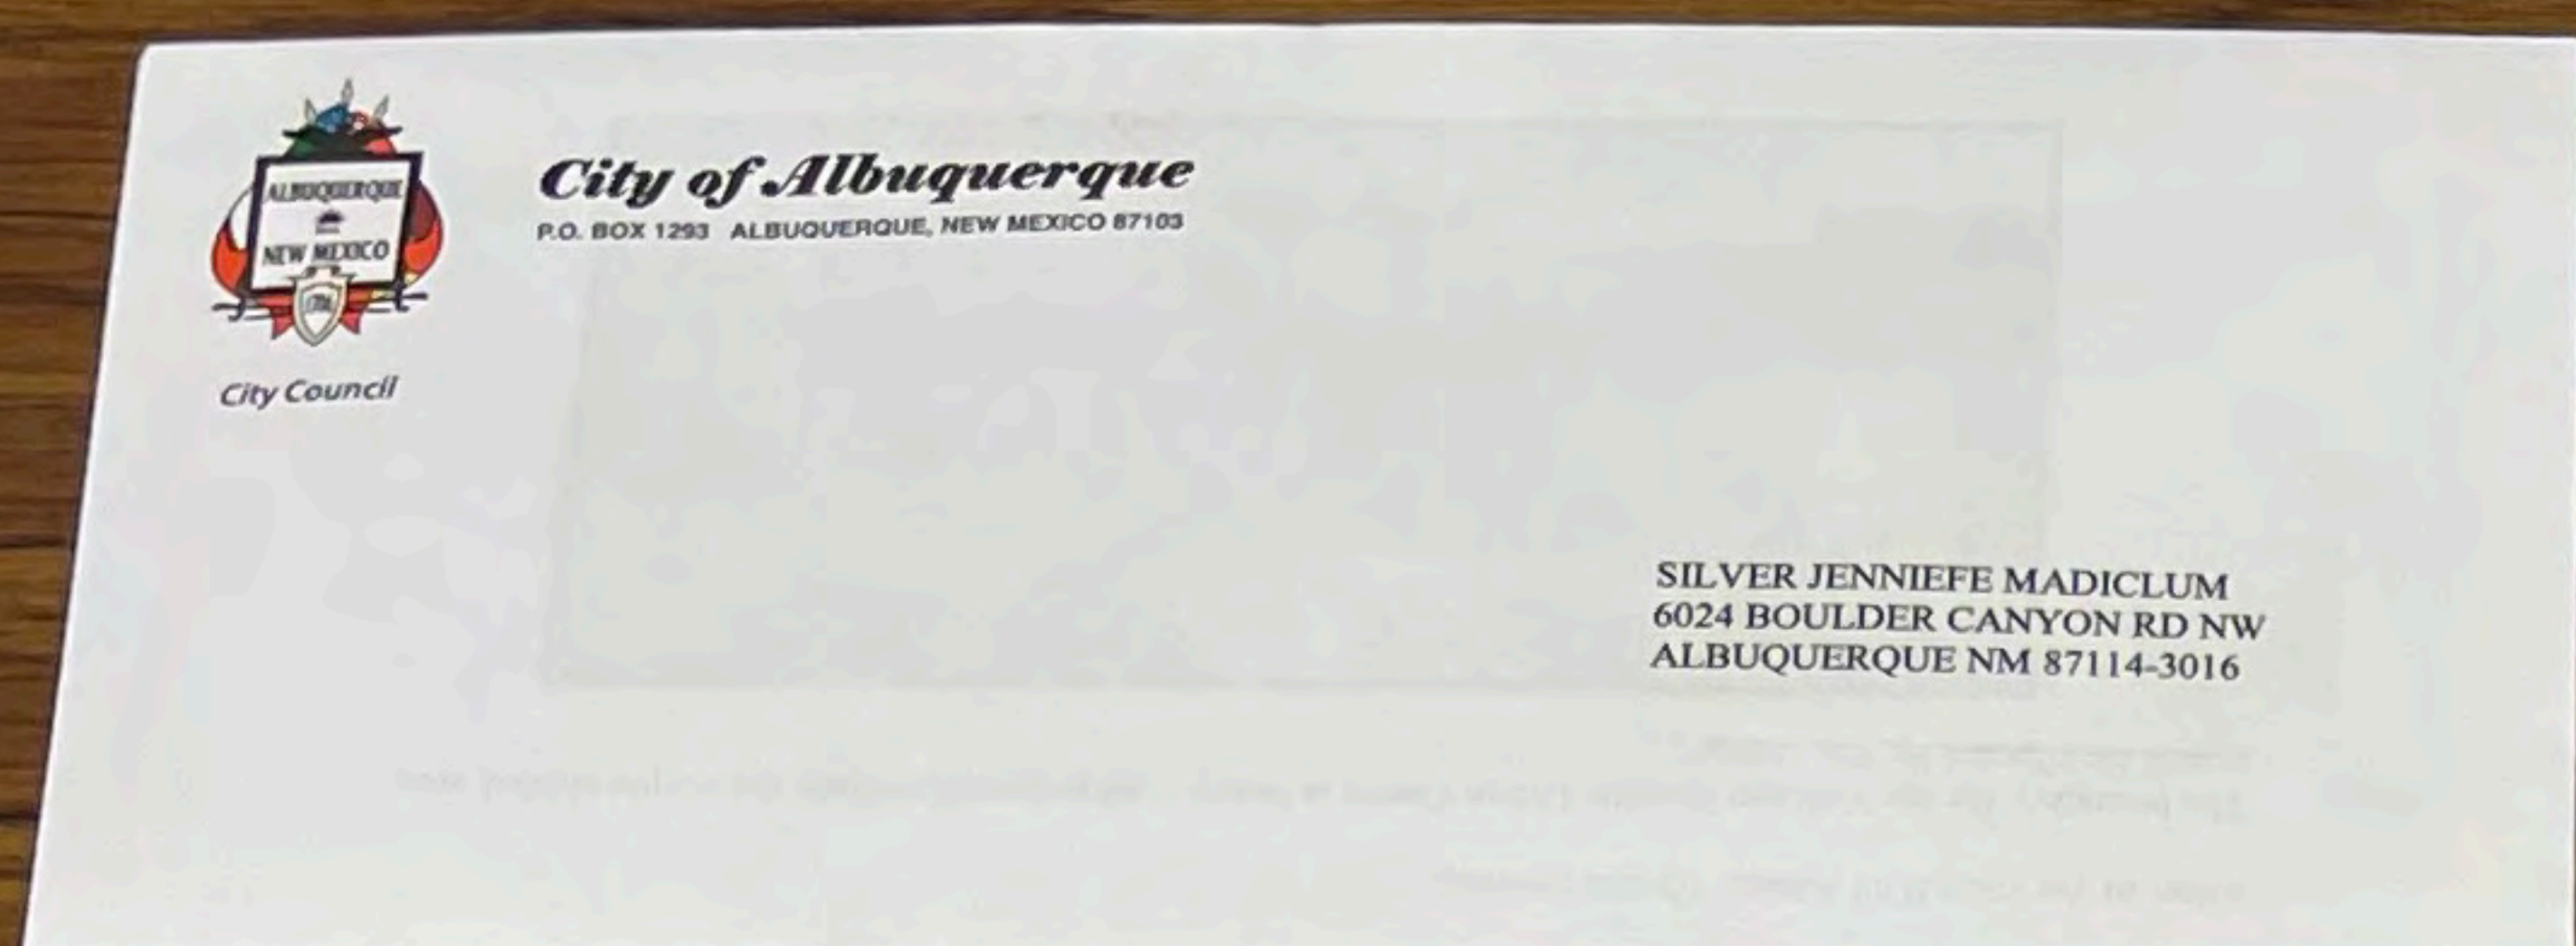 ALBUQUERQUE
NEW MEXICO
1706
City Council
City of Albuquerque
P.O. BOX 1293 ALBUQUERQUE, NEW MEXICO 87103
SILVER JENNIEFE MADICLUM
6024 BOULDER CANYON RD NW
ALBUQUERQUE NM 87114-3016